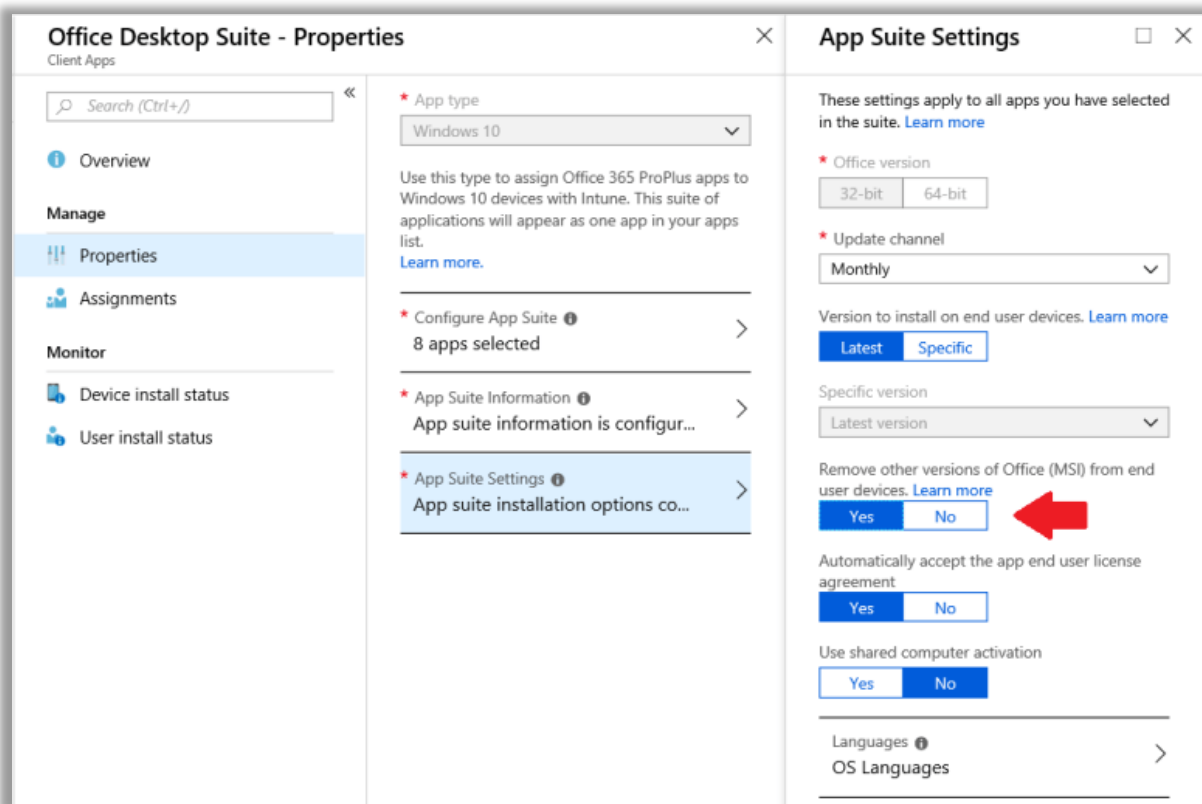 Office Desktop Suite - Properties
Client Apps
Search (Ctrl+/)
Overview
Manage
Properties
Assignments
Monitor
Device install status
User install status
* App type
Windows 10
Use this type to assign Office 365 ProPlus apps to
Windows 10 devices with Intune. This suite of
applications will appear as one app in your apps
list.
Learn more.
* Configure App Suite
8 apps selected
* App Suite Information
App suite information is configur...
* App Suite Settings
App suite installation options co...
App Suite Settings
These settings apply to all apps you have selected
in the suite. Learn more
* Office version
32-bit 64-bit
* Update channel
Monthly
Version to install on end user devices. Learn more
Latest Specific
Specific version
Latest version
Remove other versions of Office (MSI) from end
user devices. Learn more
Yes No
Automatically accept the app end user license
agreement
Yes No
Use shared computer activation
Yes No
Languages
OS Languages